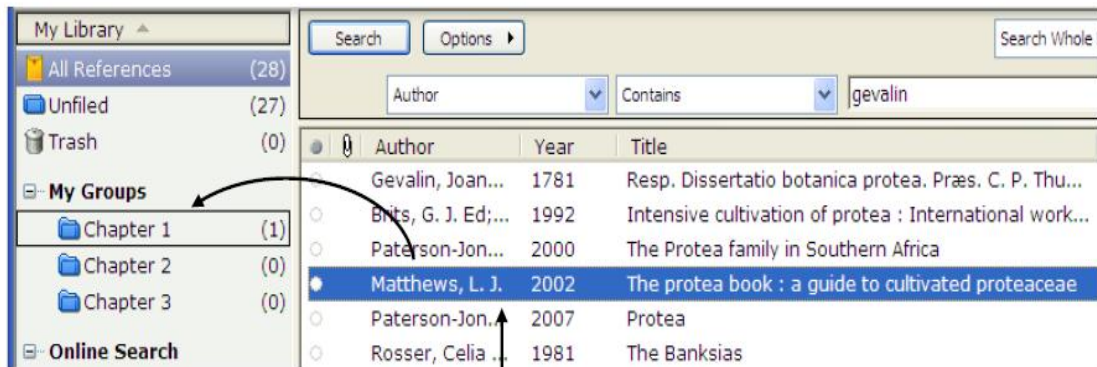 My Library
All References (28)
Unfiled (27)
Trash (0)
My Groups
Chapter 1 (1)
Chapter 2 (0)
Chapter 3 (0)
Online Search
Search Options Search Whole
Author Contains gevalin
Author Year Title
Gevalin, Joan... 1781 Resp. Dissertatio botanica protea. Præs. C. P. Thu...
Brits, G. J. Ed;... 1992 Intensive cultivation of protea : International work...
Paterson-Jon... 2000 The Protea family in Southern Africa
Matthews, L. J. 2002 The protea book : a guide to cultivated proteaceae
Paterson-Jon... 2007 Protea
Rosser, Celia ... 1981 The Banksias